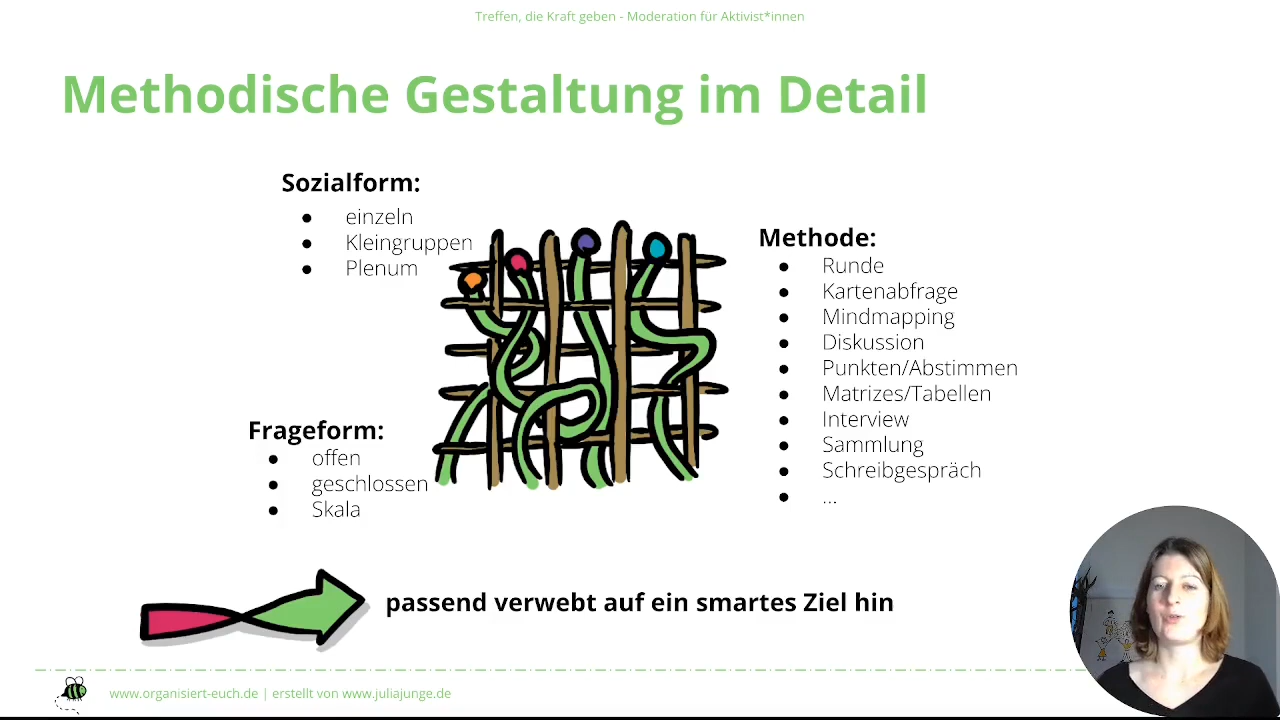 Treffen, die Kraft geben - Moderation für Aktivist*innen
Methodische Gestaltung im Detail
Sozialform:
● einzeln
● Kleingruppen
● Plenum
Frageform:
● offen
● geschlossen
● Skala
Methode:
● Runde
● Kartenabfrage
● Mindmapping
● Diskussion
● Punkten/Abstimmen
● Matrizes/Tabellen
● Interview
● Sammlung
● Schreibgespräch
● ...
passend verwebt auf ein smartes Ziel hin
www.organisiert-euch.de | erstellt von www.juliajunge.de